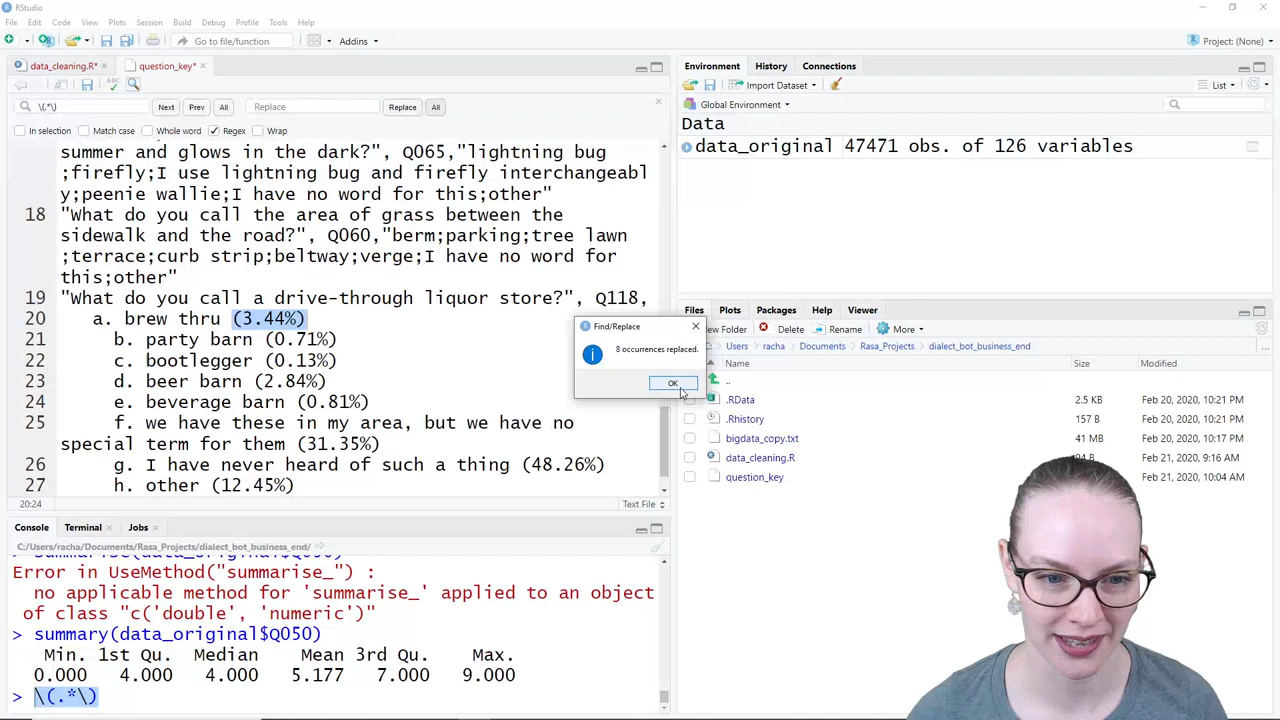 RStudio
File Edit Code View Plots Session Build Debug Profile Tools Help
Go to file/function Addins Project: (None)
data_cleaning.R* question_key*
\(.*\) Next Prev All Replace Replace All
In selection Match case Whole word Regex Wrap
summer and glows in the dark?", Q065,"lightning bug
;firefly;I use lightning bug and firefly interchangeabl
y;peenie wallie;I have no word for this;other"
18 "What do you call the area of grass between the
sidewalk and the road?", Q060,"berm;parking;tree lawn
;terrace;curb strip;beltway;verge;I have no word for
this;other"
19 "What do you call a drive-through liquor store?", Q118,
20 a. brew thru (3.44%)
21 b. party barn (0.71%)
22 c. bootlegger (0.13%)
23 d. beer barn (2.84%)
24 e. beverage barn (0.81%)
25 f. we have these in my area, but we have no
special term for them (31.35%)
26 g. I have never heard of such a thing (48.26%)
27 h. other (12.45%)
20:24 Text File
Console Terminal Jobs
C:/Users/racha/Documents/Rasa_Projects/dialect_bot_business_end/
Error in UseMethod("summarise_") :
no applicable method for 'summarise_' applied to an object
of class "c('double', 'numeric')"
> summary(data_original$Q050)
Min. 1st Qu. Median Mean 3rd Qu. Max.
0.000 4.000 4.000 5.177 7.000 9.000
> \(.*\)
Environment History Connections
Import Dataset List
Global Environment
Data
data_original 47471 obs. of 126 variables
Files Plots Packages Help Viewer
Folder Delete Rename More
Users racha Documents Rasa_Projects dialect_bot_business_end
Name Size Modified
..
.RData 2.5 KB Feb 20, 2020, 10:21 PM
.Rhistory 157 B Feb 20, 2020, 10:21 PM
bigdata_copy.txt 41 MB Feb 20, 2020, 10:17 PM
data_cleaning.R Feb 21, 2020, 9:16 AM
question_key Feb 21, 2020, 10:04 AM
Find/Replace
8 occurrences replaced.
OK